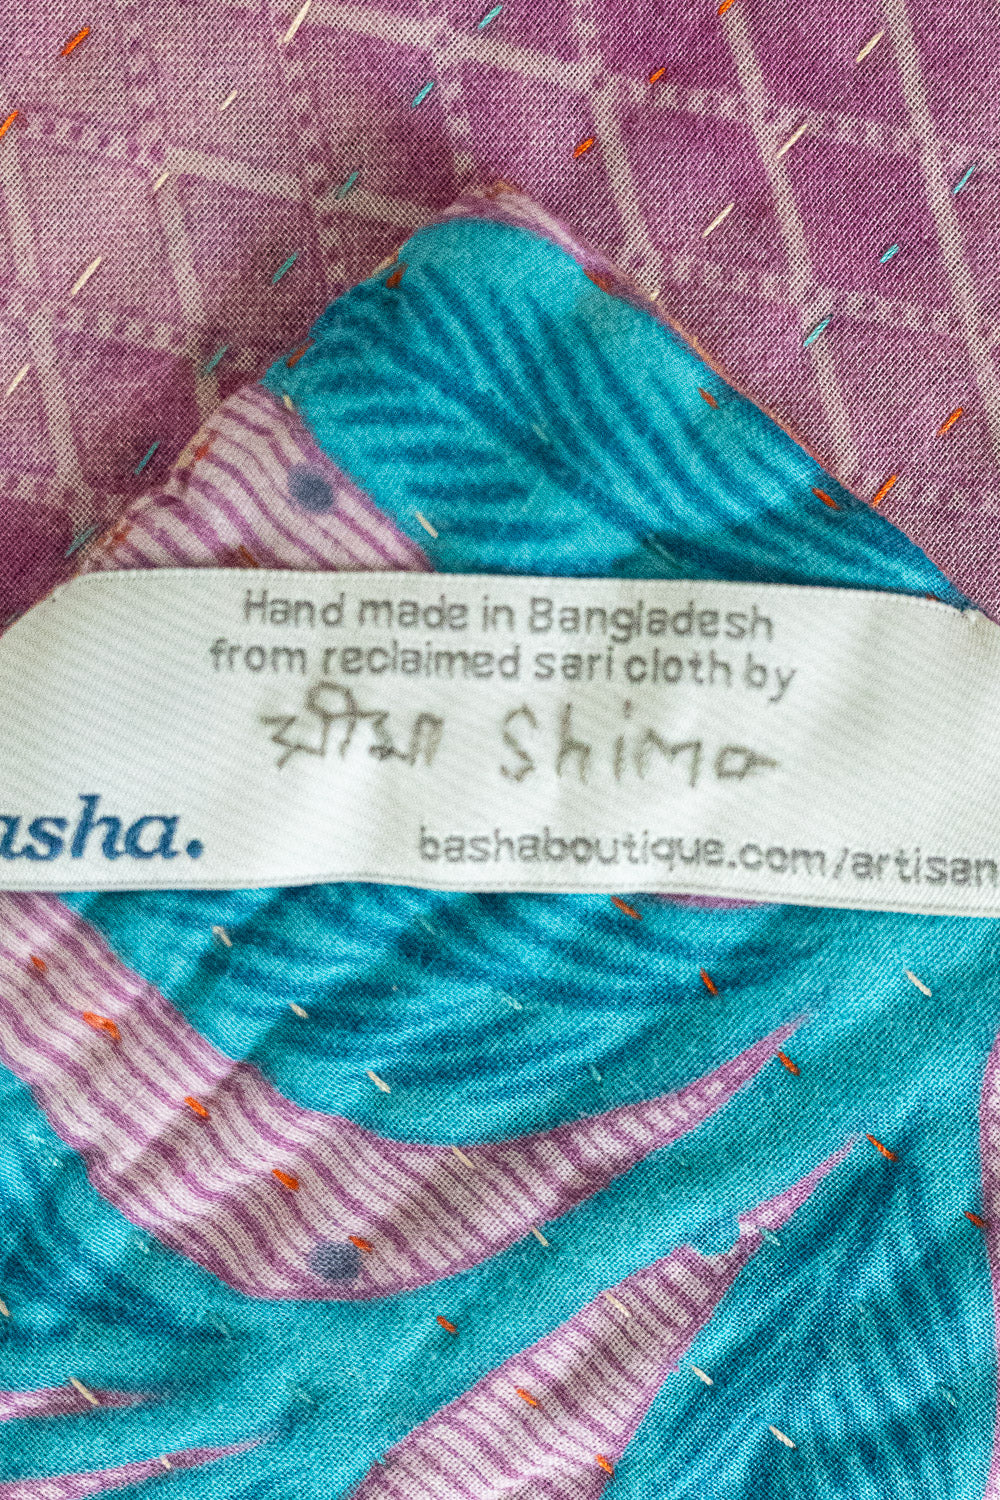 Hand made in Bangladesh
from reclaimed sari cloth by
সীমা Shima
asha.
bashaboutique.com/artisan